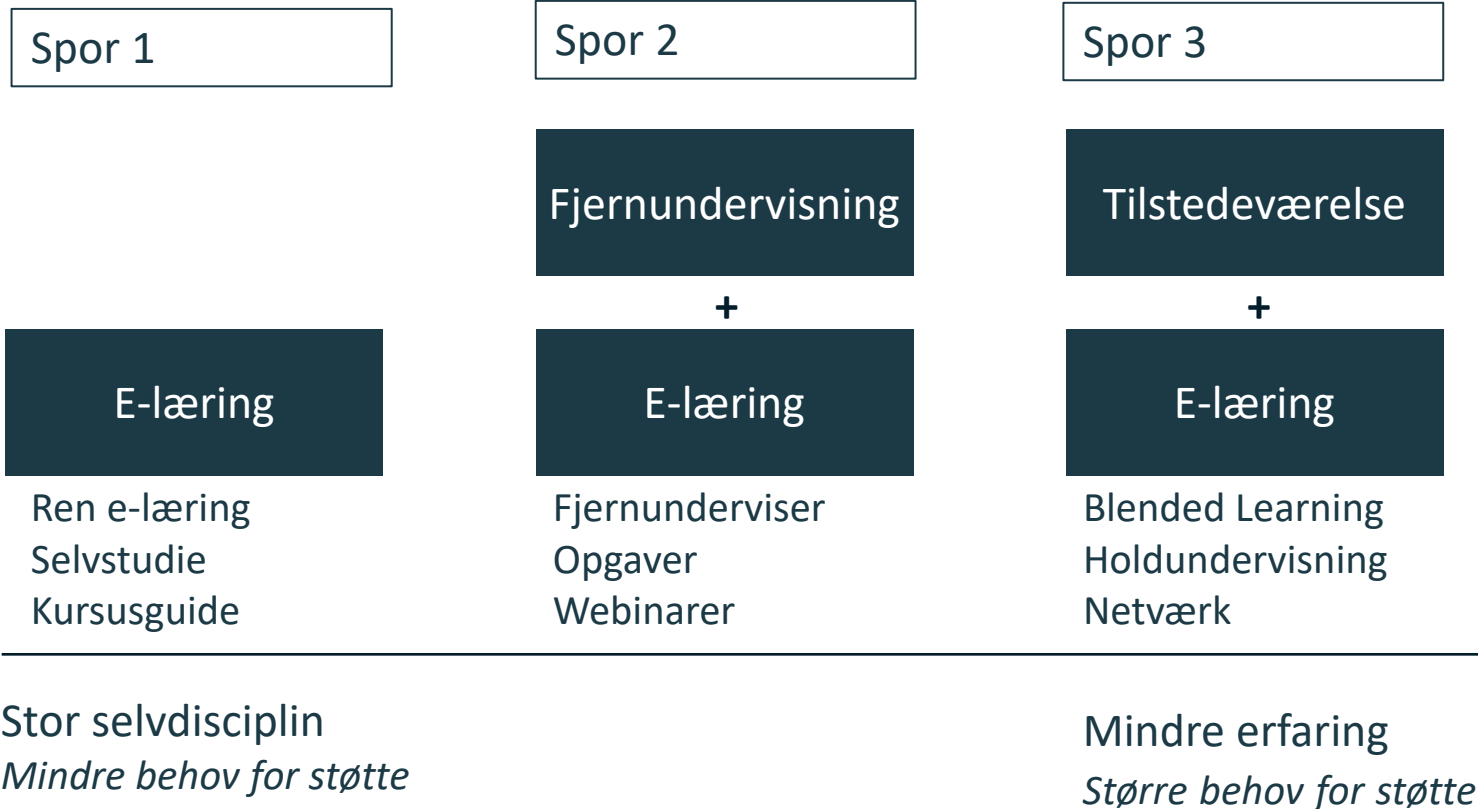 Spor 1
Spor 2
Spor 3
Fjernundervisning
Tilstedeværelse
+
+
E-læring
E-læring
E-læring
Ren e-læring
Selvstudie
Kursusguide
Fjernunderviser
Opgaver
Webinarer
Blended Learning
Holdundervisning
Netværk
Stor selvdisciplin
Mindre behov for støtte
Mindre erfaring
Større behov for støtte